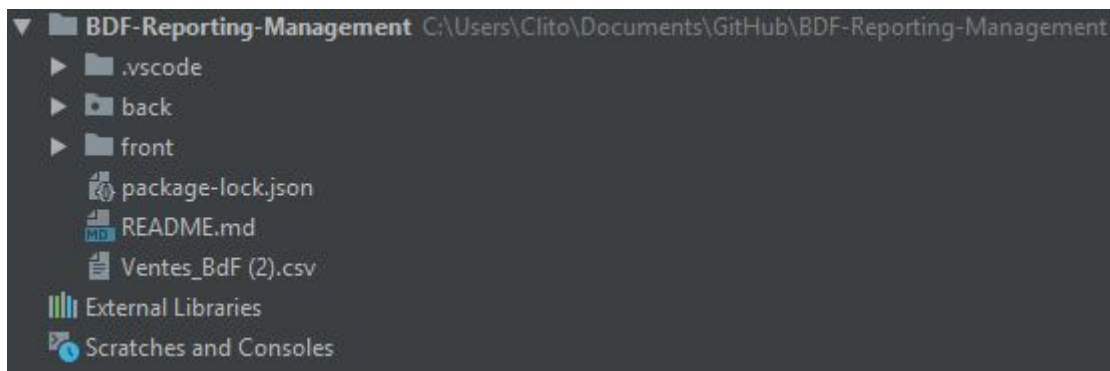 BDF-Reporting-Management C:\Users\Clito\Documents\GitHub\BDF-Reporting-Management
.vscode
back
front
package-lock.json
MD README.md
Ventes_BdF (2).csv
External Libraries
Scratches and Consoles